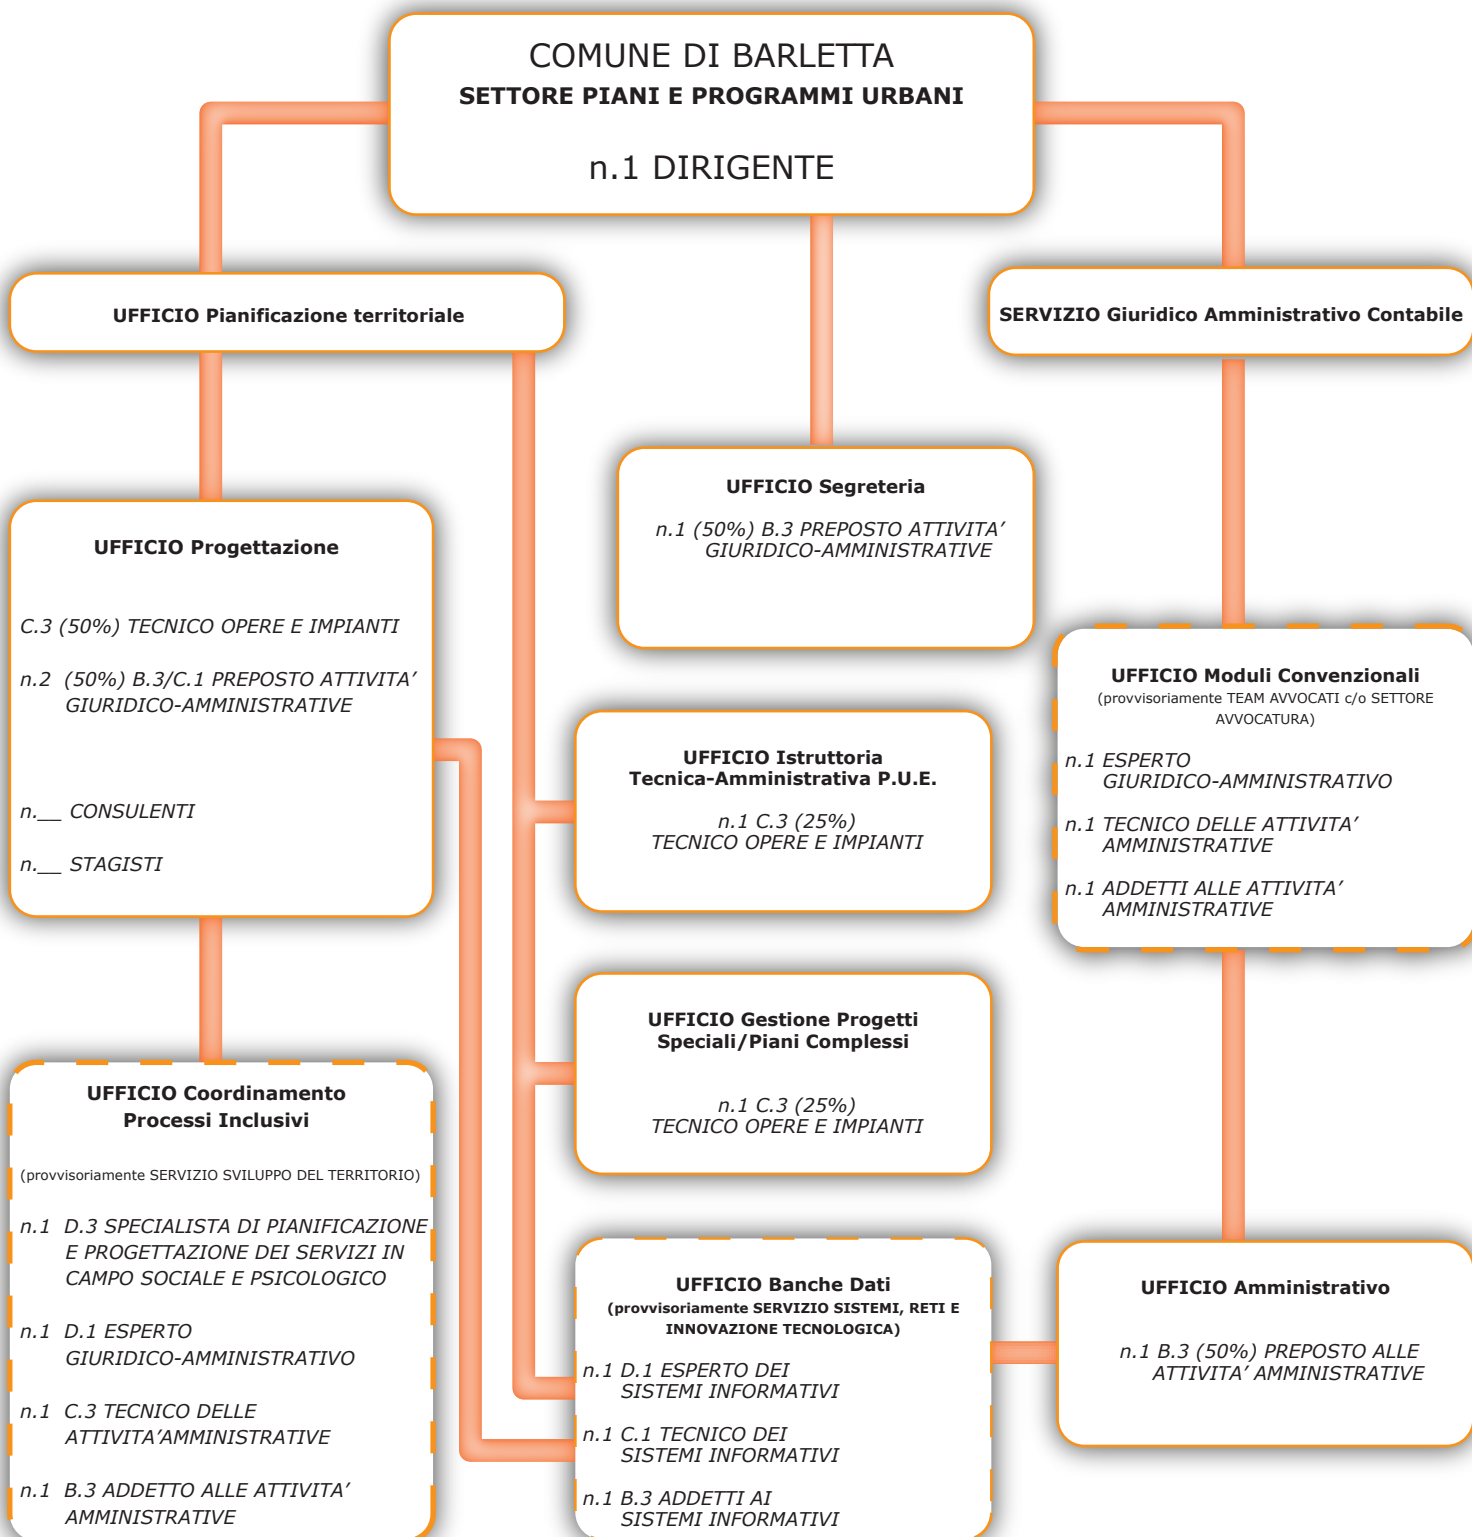 COMUNE DI BARLETTA
SETTORE PIANI E PROGRAMMI URBANI
n.1 DIRIGENTE
UFFICIO Pianificazione territoriale
SERVIZIO Giuridico Amministrativo Contabile
UFFICIO Segreteria
n.1 (50%) B.3 PREPOSTO ATTIVITA’
GIURIDICO-AMMINISTRATIVE
UFFICIO Progettazione
C.3 (50%) TECNICO OPERE E IMPIANTI
n.2 (50%) B.3/C.1 PREPOSTO ATTIVITA’
GIURIDICO-AMMINISTRATIVE
n.__ CONSULENTI
n.__ STAGISTI
UFFICIO Moduli Convenzionali
(provvisoriamente TEAM AVVOCATI c/o SETTORE
AVVOCATURA)
n.1 ESPERTO
GIURIDICO-AMMINISTRATIVO
n.1 TECNICO DELLE ATTIVITA’
AMMINISTRATIVE
n.1 ADDETTI ALLE ATTIVITA’
AMMINISTRATIVE
UFFICIO Istruttoria
Tecnica-Amministrativa P.U.E.
n.1 C.3 (25%)
TECNICO OPERE E IMPIANTI
UFFICIO Gestione Progetti
Speciali/Piani Complessi
n.1 C.3 (25%)
TECNICO OPERE E IMPIANTI
UFFICIO Coordinamento
Processi Inclusivi
(provvisoriamente SERVIZIO SVILUPPO DEL TERRITORIO)
n.1 D.3 SPECIALISTA DI PIANIFICAZIONE
E PROGETTAZIONE DEI SERVIZI IN
CAMPO SOCIALE E PSICOLOGICO
n.1 D.1 ESPERTO
GIURIDICO-AMMINISTRATIVO
n.1 C.3 TECNICO DELLE
ATTIVITA’AMMINISTRATIVE
n.1 B.3 ADDETTO ALLE ATTIVITA’
AMMINISTRATIVE
UFFICIO Banche Dati
(provvisoriamente SERVIZIO SISTEMI, RETI E
INNOVAZIONE TECNOLOGICA)
n.1 D.1 ESPERTO DEI
SISTEMI INFORMATIVI
n.1 C.1 TECNICO DEI
SISTEMI INFORMATIVI
n.1 B.3 ADDETTI AI
SISTEMI INFORMATIVI
UFFICIO Amministrativo
n.1 B.3 (50%) PREPOSTO ALLE
ATTIVITA’ AMMINISTRATIVE